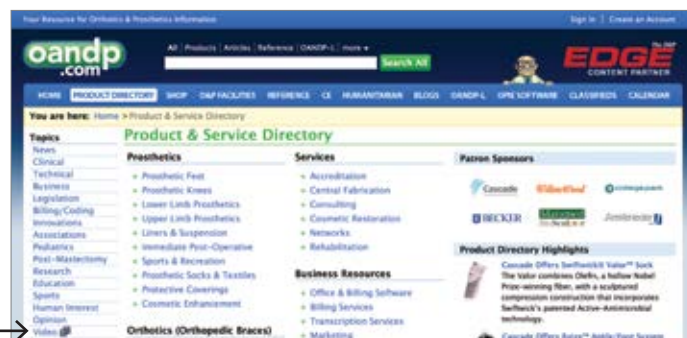 Your Resource for Orthotics & Prosthetics Information
Sign In | Create an Account
oandp
.com
All | Products | Articles | Reference | OANDP-L | more
Search All
The O&P
EDGE
CONTENT PARTNER
HOME PRODUCT DIRECTORY SHOP O&P FACILITIES REFERENCE CE HUMANITARIAN BLOGS OANDP-L OPIE SOFTWARE CLASSIFIEDS CALENDAR
You are here: Home > Product & Service Directory
Topics
News
Clinical
Technical
Business
Legislation
Billing/Coding
Innovations
Associations
Pediatrics
Post-Mastectomy
Research
Education
Sports
Human Interest
Opinion
Video
Product & Service Directory
Prosthetics
+ Prosthetic Feet
+ Prosthetic Knees
+ Lower Limb Prosthetics
+ Upper Limb Prosthetics
+ Liners & Suspension
+ Immediate Post-Operative
+ Sports & Recreation
+ Prosthetic Socks & Textiles
+ Protective Coverings
+ Cosmetic Enhancement
Orthotics (Orthopedic Braces)
Services
+ Accreditation
+ Central Fabrication
+ Consulting
+ Cosmetic Restoration
+ Networks
+ Rehabilitation
Business Resources
+ Office & Billing Software
+ Billing Services
+ Transcription Services
+ Marketing
Patron Sponsors
Cascade
WillowWood
college park
BECKER
Product Directory Highlights
Cascade Offers Swiftwick® Valor™ Sock
The Valor combines Olefin, a hollow Nobel
Prize-winning fiber, with a sculptured
compression construction that incorporates
Swiftwick's patented Active-Antimicrobial
technology.